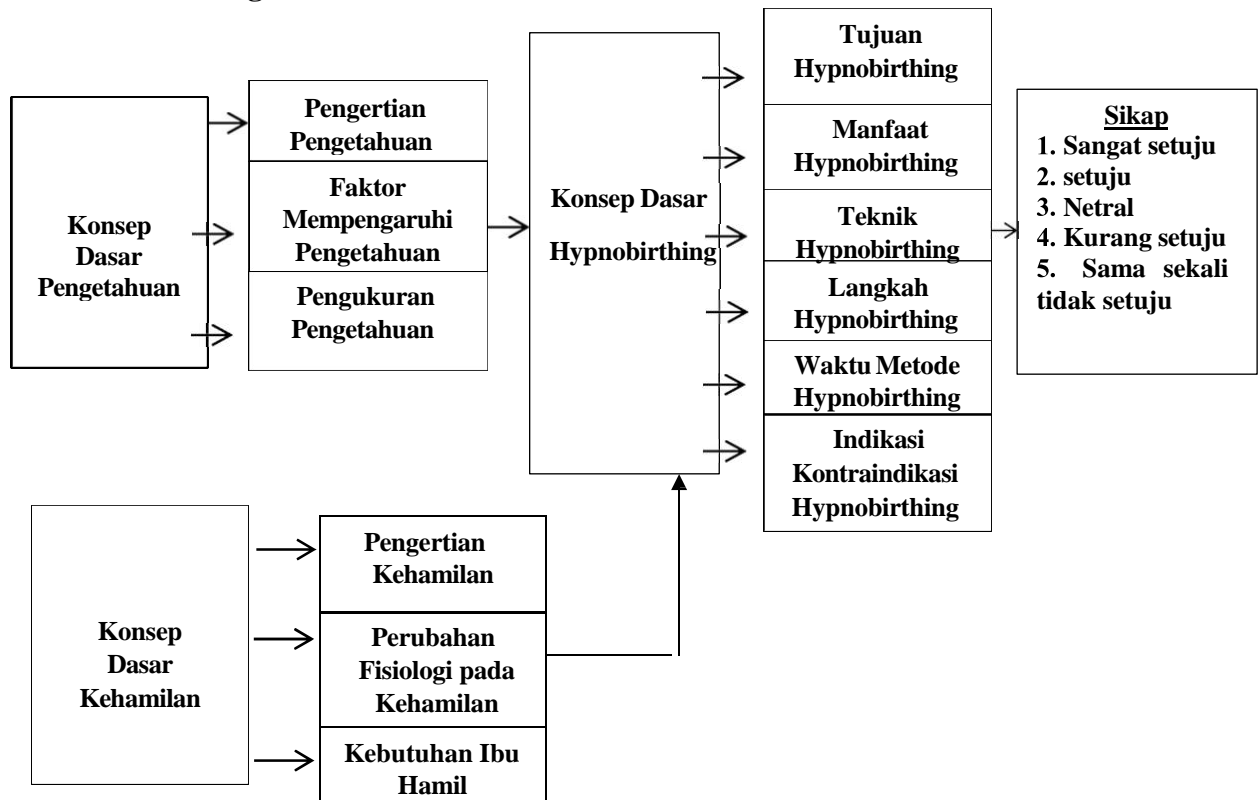 Konsep
Dasar
Pengetahuan
Pengertian
Pengetahuan
Faktor
Mempengaruhi
Pengetahuan
Pengukuran
Pengetahuan
Konsep Dasar
Hypnobirthing
Tujuan
Hypnobirthing
Manfaat
Hypnobirthing
Teknik
Hypnobirthing
Langkah
Hypnobirthing
Waktu Metode
Hypnobirthing
Indikasi
Kontraindikasi
Hypnobirthing
Sikap
1. Sangat setuju
2. setuju
3. Netral
4. Kurang setuju
5. Sama sekali
tidak setuju
Konsep
Dasar
Kehamilan
Pengertian
Kehamilan
Perubahan
Fisiologi pada
Kehamilan
Kebutuhan Ibu
Hamil